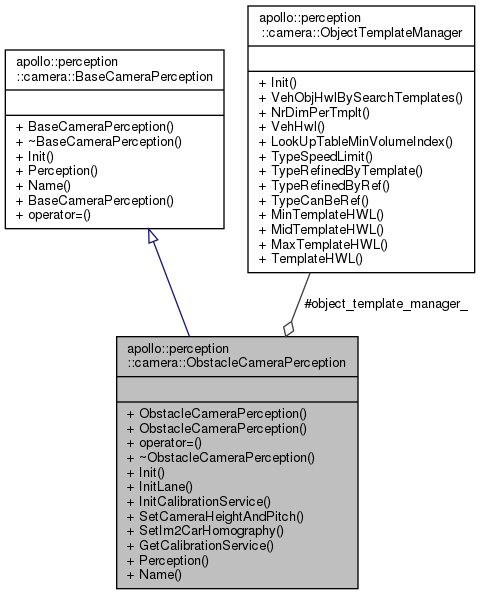 apollo::perception
::camera::ObjectTemplateManager
+ Init()
+ VehObjHwlBySearchTemplates()
+ NrDimPerTmplt()
+ VehHwl()
+ LookUpTableMinVolumeIndex()
+ TypeSpeedLimit()
+ TypeRefinedByTemplate()
+ TypeRefinedByRef()
+ TypeCanBeRef()
+ MinTemplateHWL()
+ MidTemplateHWL()
+ MaxTemplateHWL()
+ TemplateHWL()
apollo::perception
::camera::BaseCameraPerception
+ BaseCameraPerception()
+ ~BaseCameraPerception()
+ Init()
+ Perception()
+ Name()
+ BaseCameraPerception()
+ operator=()
#object_template_manager_
apollo::perception
::camera::ObstacleCameraPerception
+ ObstacleCameraPerception()
+ ObstacleCameraPerception()
+ operator=()
+ ~ObstacleCameraPerception()
+ Init()
+ InitLane()
+ InitCalibrationService()
+ SetCameraHeightAndPitch()
+ SetIm2CarHomography()
+ GetCalibrationService()
+ Perception()
+ Name()